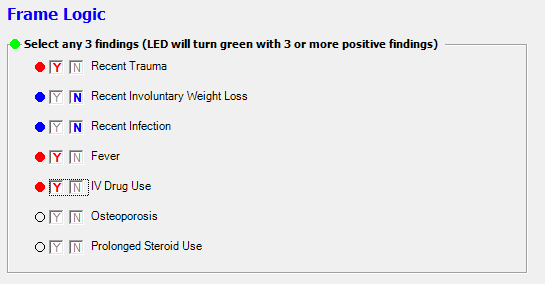 Frame Logic
Select any 3 findings (LED will turn green with 3 or more positive findings)
Y N Recent Trauma
Y N Recent Involuntary Weight Loss
Y N Recent Infection
Y N Fever
Y N IV Drug Use
Y N Osteoporosis
Y N Prolonged Steroid Use